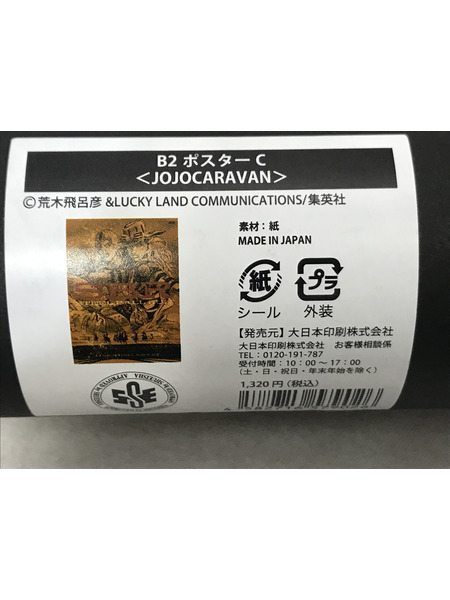 B2 ポスター C
＜JOJOCARAVAN＞
©荒木飛呂彦 &LUCKY LAND COMMUNICATIONS/集英社
素材：紙
MADE IN JAPAN
紙
プラ
シール
外装
【発売元】大日本印刷株式会社
大日本印刷株式会社　お客様相談係
TEL：0120-191-787
受付時間：10：00～17：00
（土・日・祝日・年末年始を除く）
1,320円（税込）